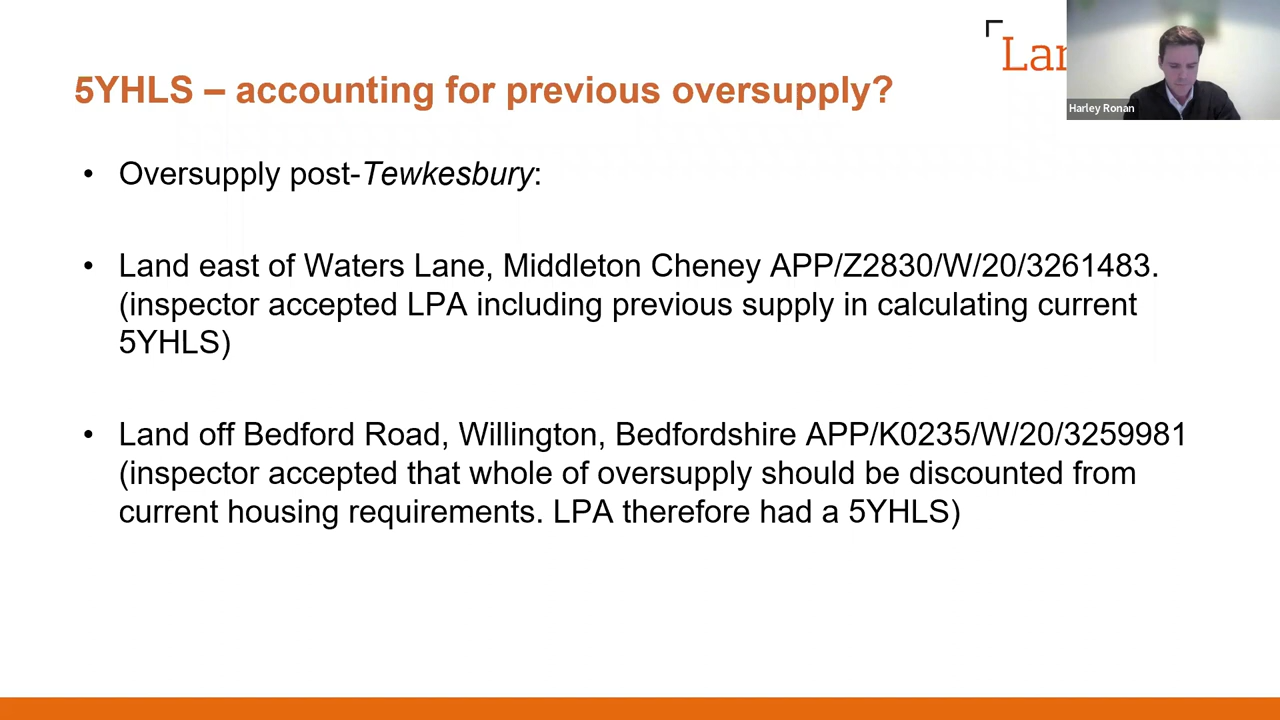 Lan
Harley Ronan
5YHLS – accounting for previous oversupply?
• Oversupply post-Tewkesbury:
• Land east of Waters Lane, Middleton Cheney APP/Z2830/W/20/3261483.
(inspector accepted LPA including previous supply in calculating current
5YHLS)
• Land off Bedford Road, Willington, Bedfordshire APP/K0235/W/20/3259981
(inspector accepted that whole of oversupply should be discounted from
current housing requirements. LPA therefore had a 5YHLS)